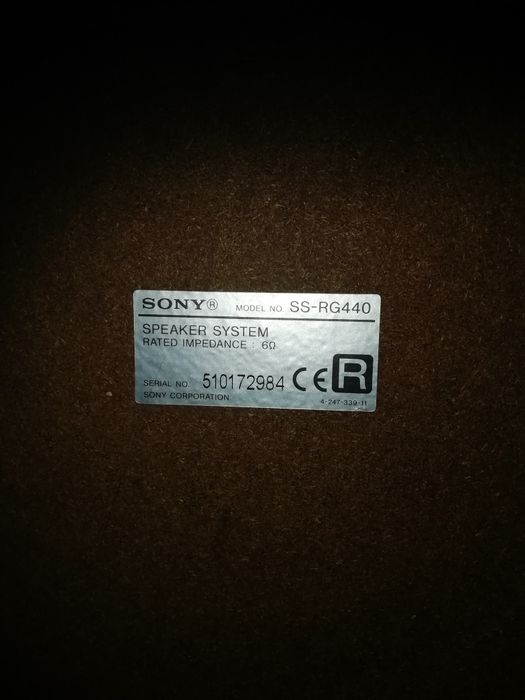 SONY® MODEL NO. SS-RG440
SPEAKER SYSTEM
RATED IMPEDANCE : 6Ω
SERIAL NO. 510172984 CE R
SONY CORPORATION 4-247-339-11